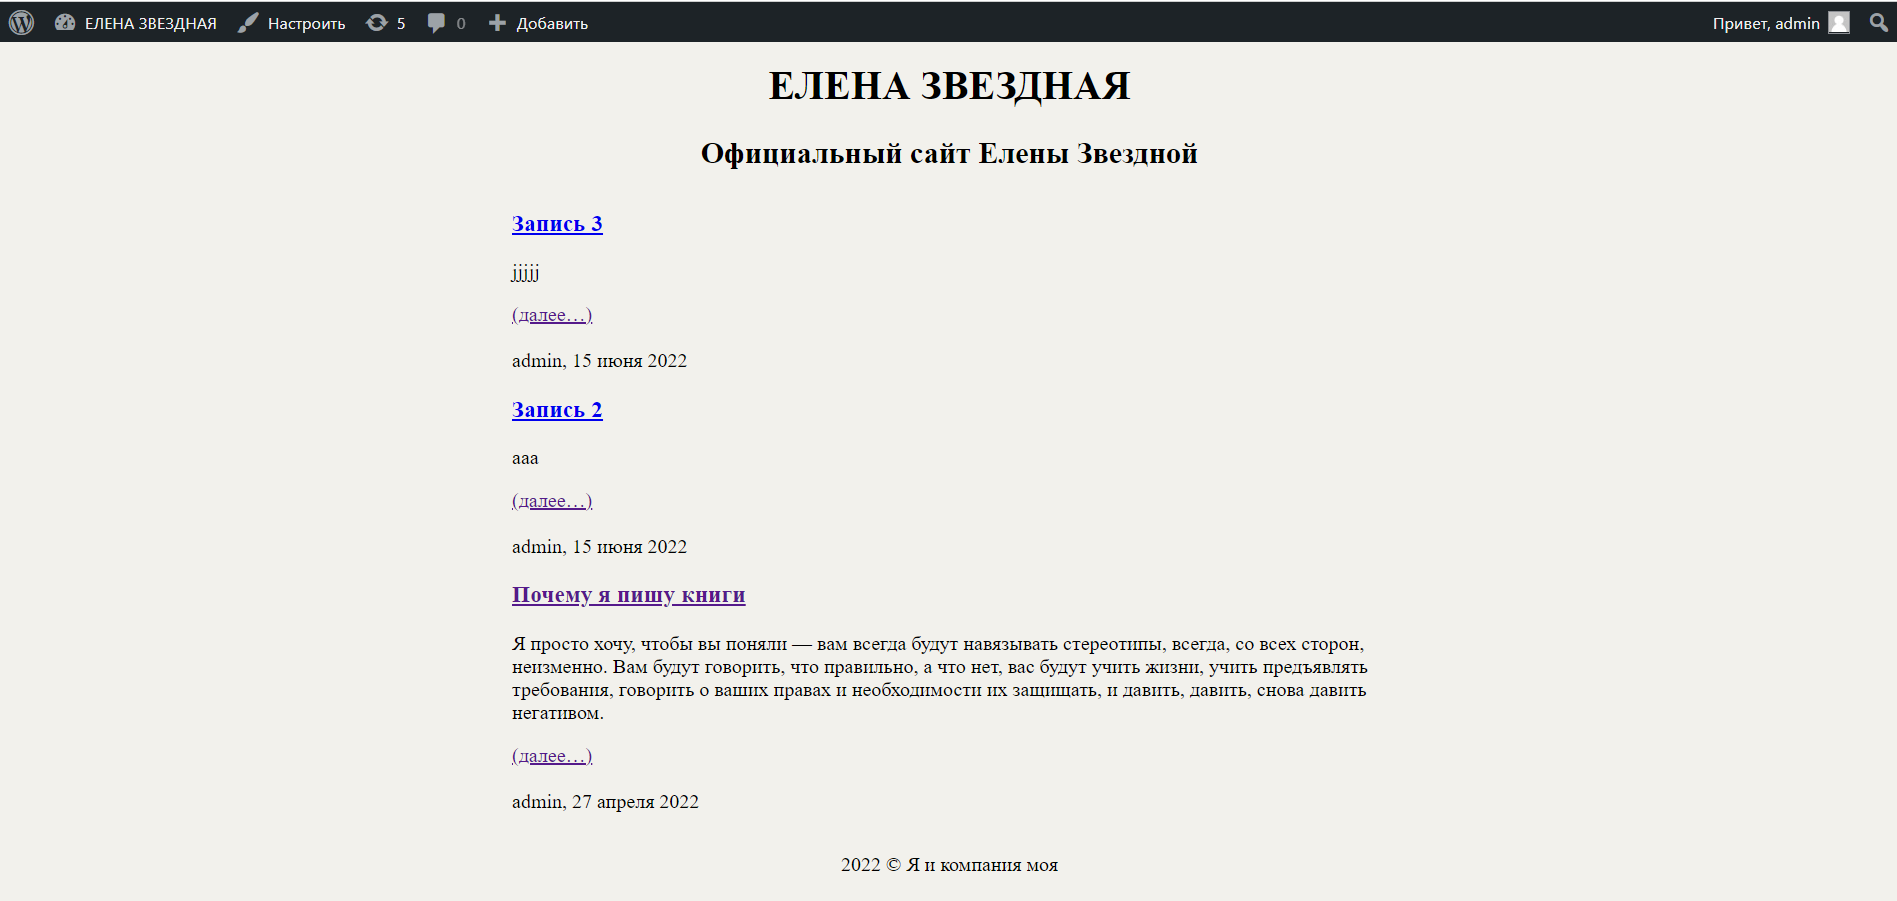 ЕЛЕНА ЗВЕЗДНАЯ Настроить 5 0 Добавить Привет, admin
ЕЛЕНА ЗВЕЗДНАЯ
Официальный сайт Елены Звездной
Запись 3
jjjjj
(далее…)
admin, 15 июня 2022
Запись 2
ааа
(далее…)
admin, 15 июня 2022
Почему я пишу книги
Я просто хочу, чтобы вы поняли — вам всегда будут навязывать стереотипы, всегда, со всех сторон,
неизменно. Вам будут говорить, что правильно, а что нет, вас будут учить жизни, учить предъявлять
требования, говорить о ваших правах и необходимости их защищать, и давить, давить, снова давить
негативом.
(далее…)
admin, 27 апреля 2022
2022 © Я и компания моя